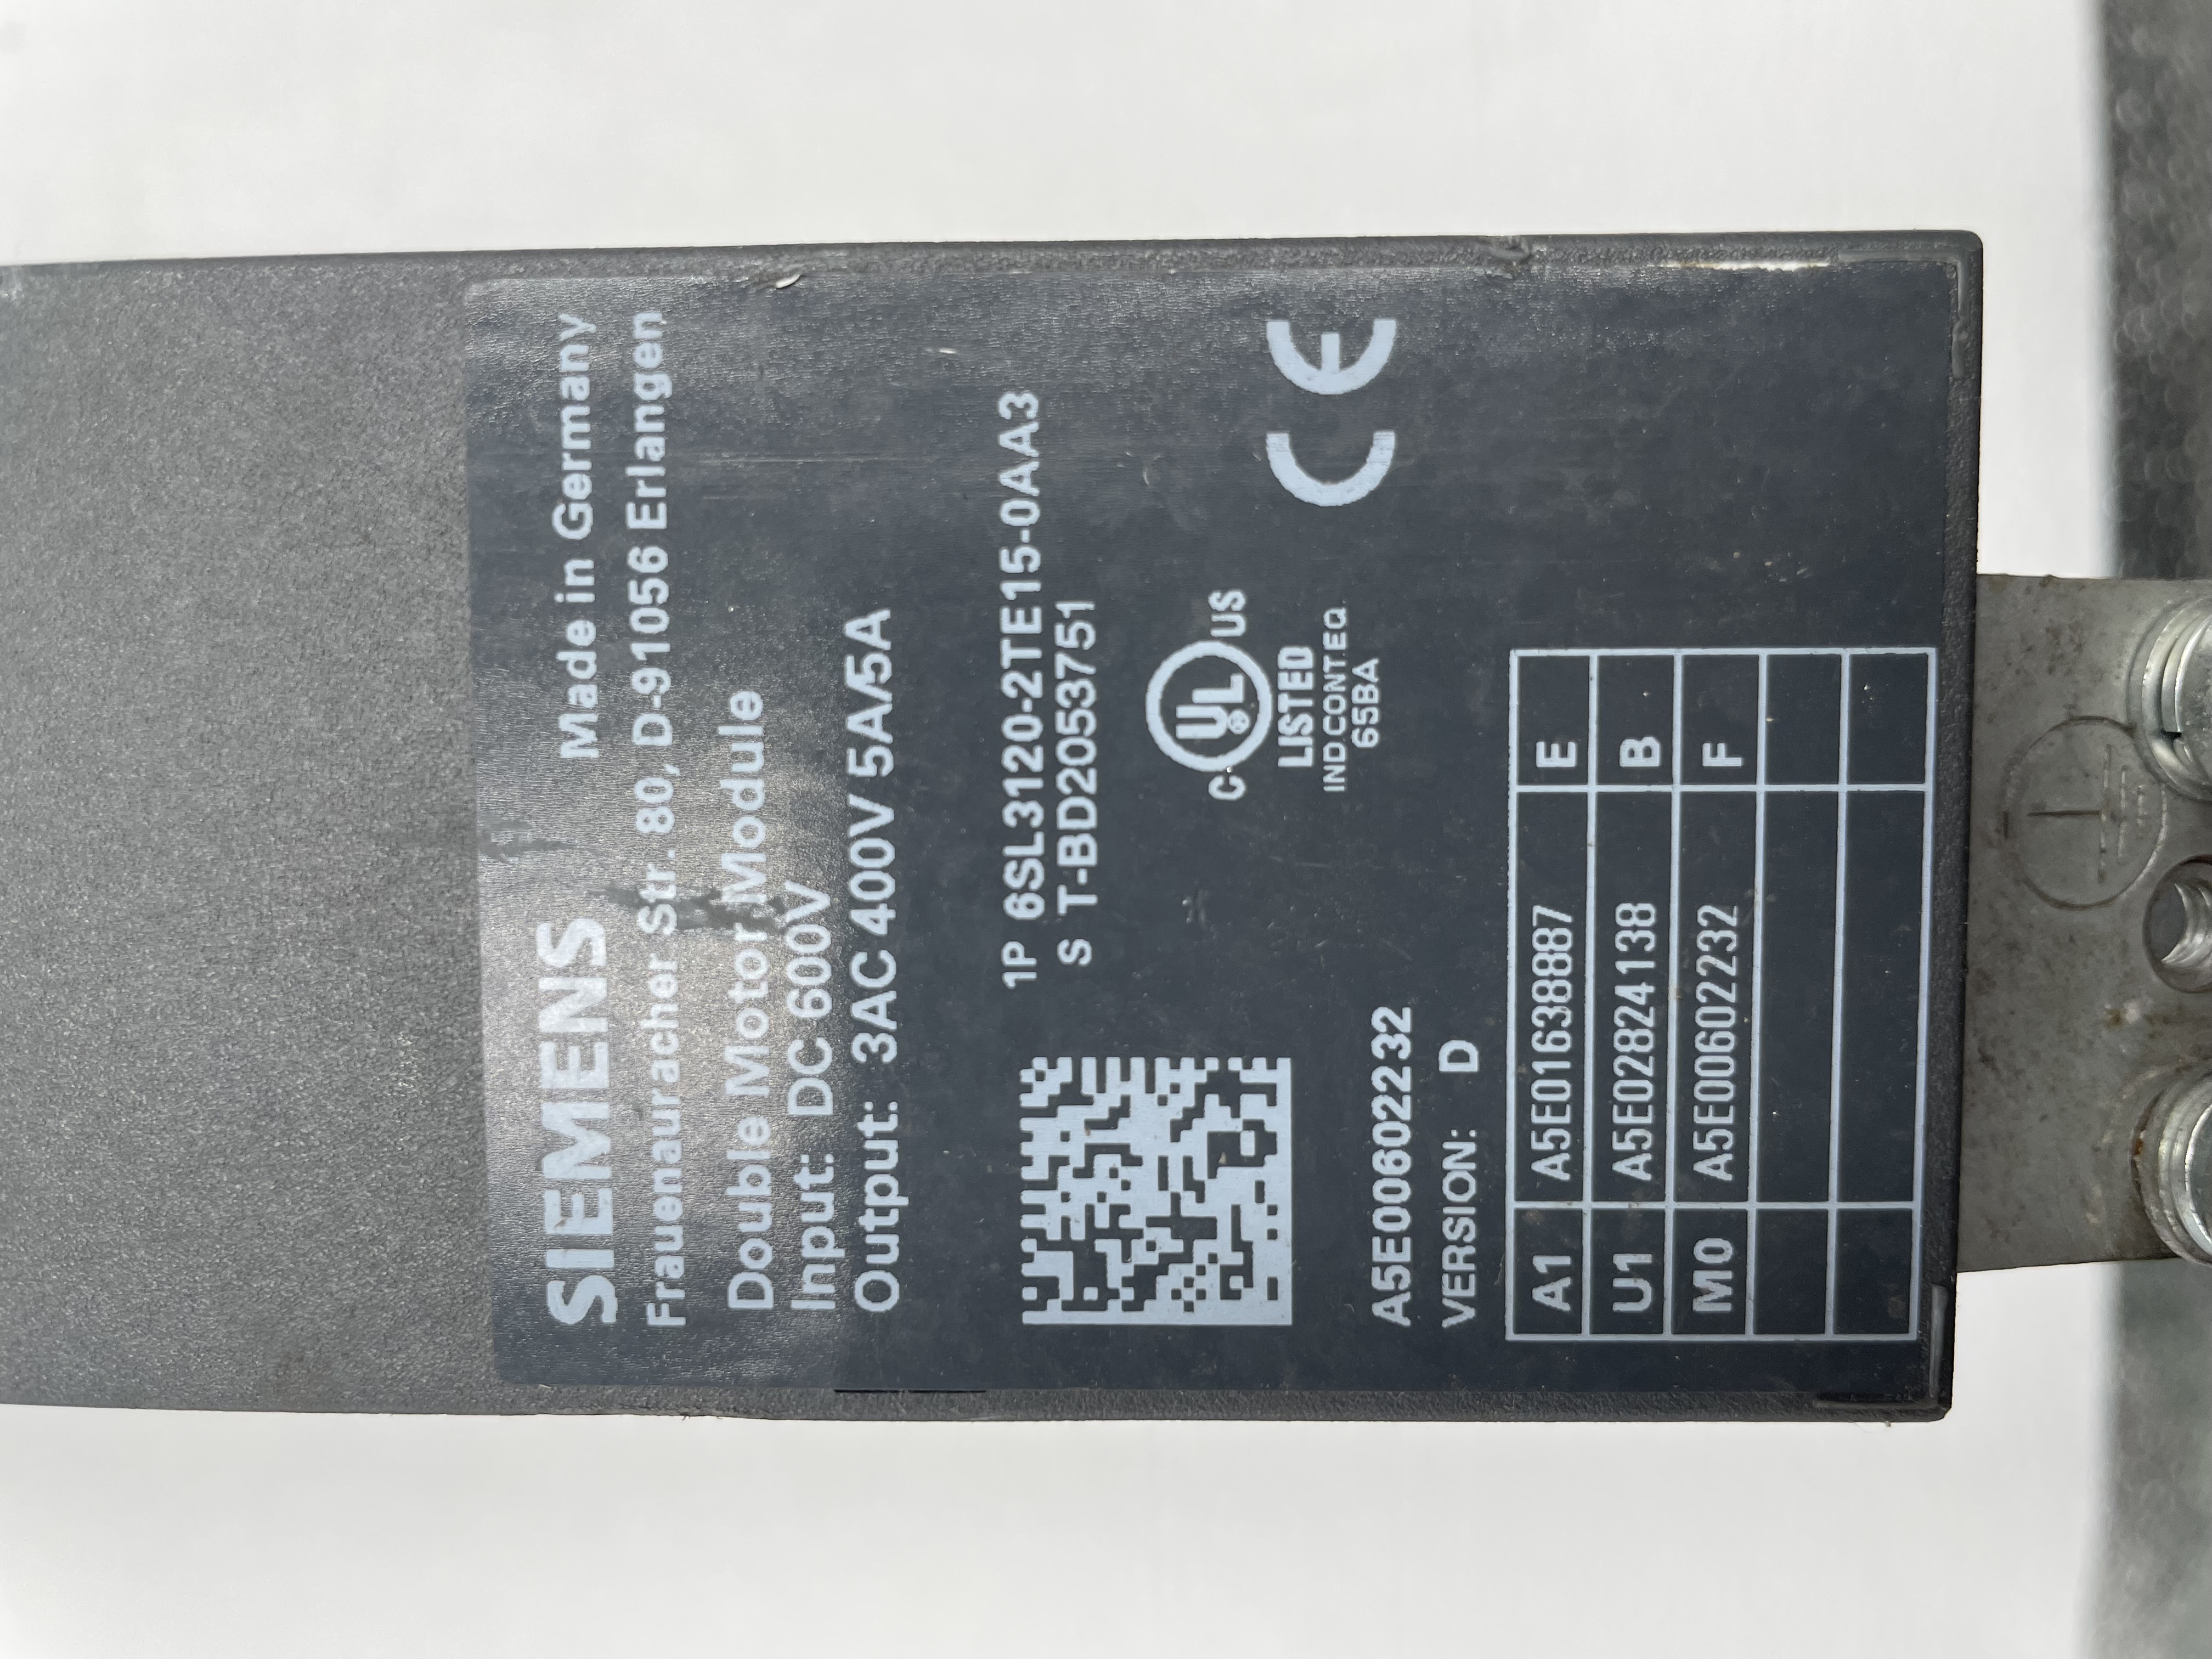 SIEMENS Made in Germany
Frauenauracher Str. 80, D-91056 Erlangen
Double Motor Module
Input: DC 600V
Output: 3AC 400V 5A/5A
1P 6SL3120-2TE15-0AA3
S T-BD2053751
C UL US
LISTED
IND.CONT.EQ.
65BA
CE
A5E00602232
VERSION: D
A1 A5E01638887 E
U1 A5E02824138 B
M0 A5E00602232 F